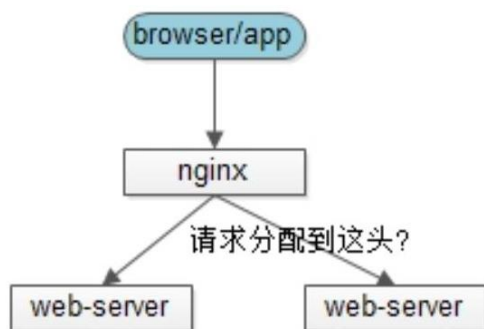 browser/app
nginx
请求分配到这头?
web-server
web-server